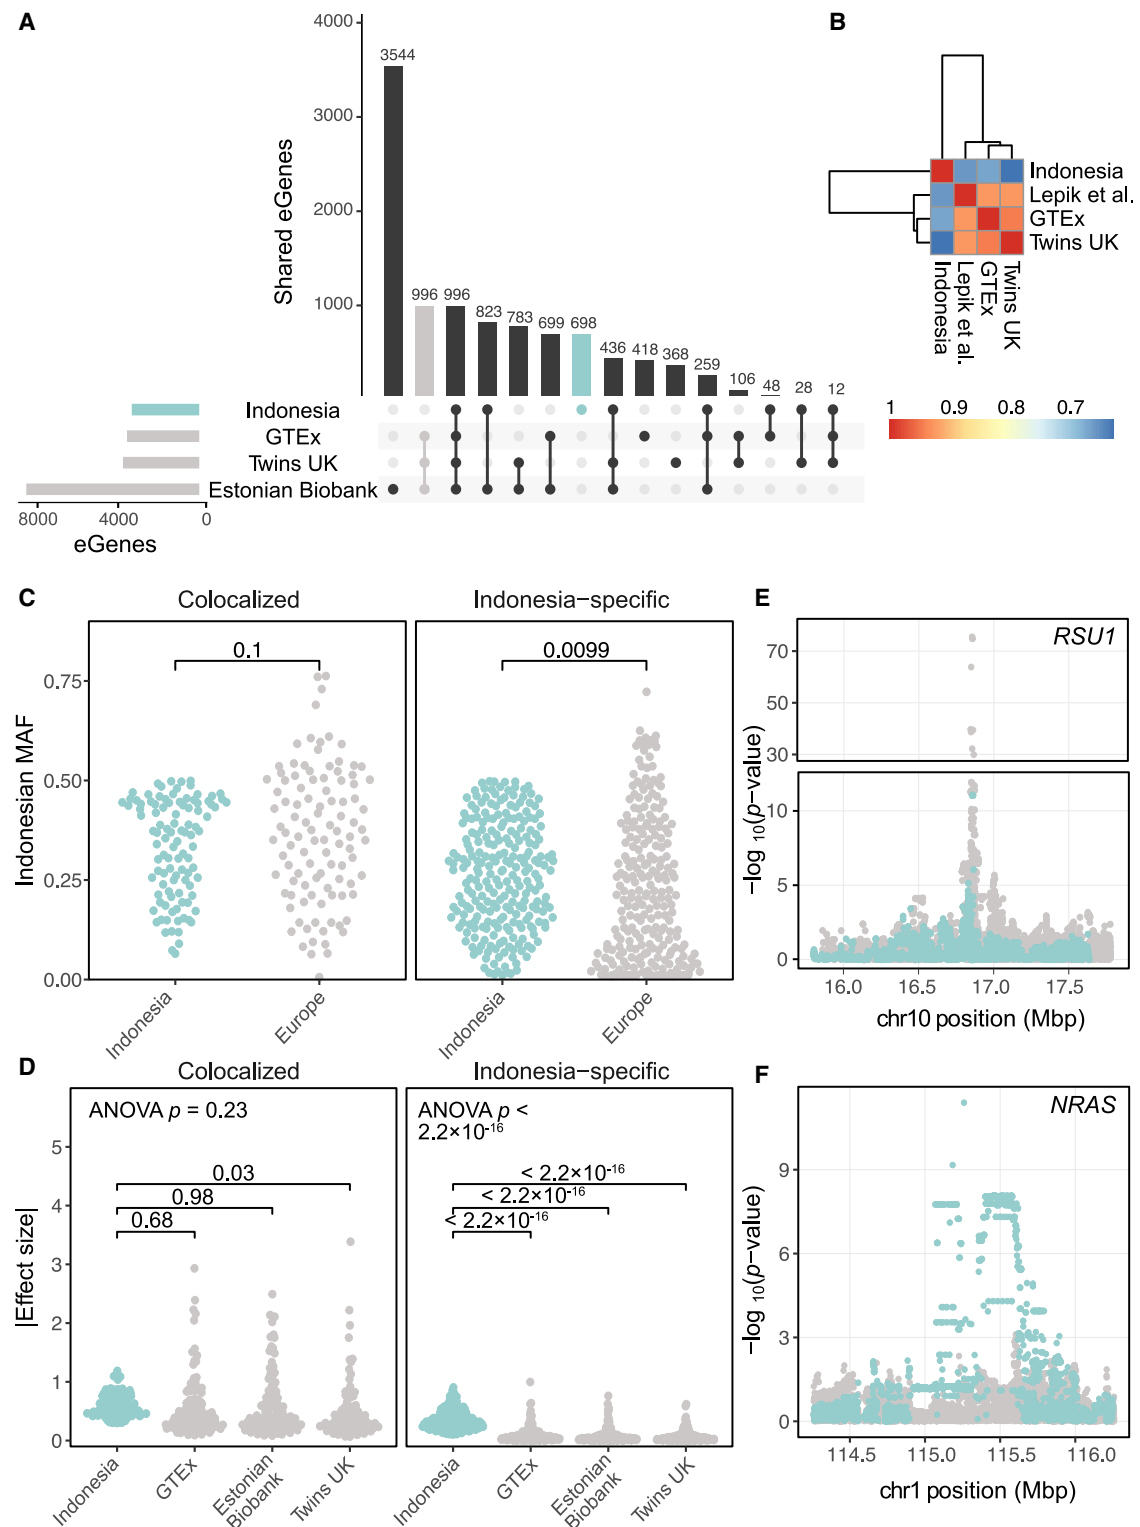 A
4000
3000
2000
1000
Shared eGenes
3544
996
996
823
783
699
698
436
418
368
259
106
48
28
12
Indonesia
GTEx
Twins UK
Estonian Biobank
8000
4000
0
eGenes
B
Indonesia
Lepik et al.
GTEx
Twins UK
Indonesia
Lepik et al.
GTEx
Twins UK
1
0.9
0.8
0.7
C
Colocalized
Indonesia−specific
0.1
0.0099
0.75
0.50
0.25
0.00
Indonesian MAF
Indonesia
Europe
Indonesia
Europe
D
Colocalized
Indonesia−specific
ANOVA p = 0.23
0.03
0.98
0.68
ANOVA p <
2.2×10-16
< 2.2×10-16
< 2.2×10-16
< 2.2×10-16
5
4
3
2
1
0
|Effect size|
Indonesia
GTEx
Estonian
Biobank
Twins UK
Indonesia
GTEx
Estonian
Biobank
Twins UK
E
RSU1
70
50
30
10
5
0
−log 10(p−value)
16.0
16.5
17.0
17.5
chr10 position (Mbp)
F
NRAS
9
6
3
0
−log 10(p−value)
114.5
115.0
115.5
116.0
chr1 position (Mbp)